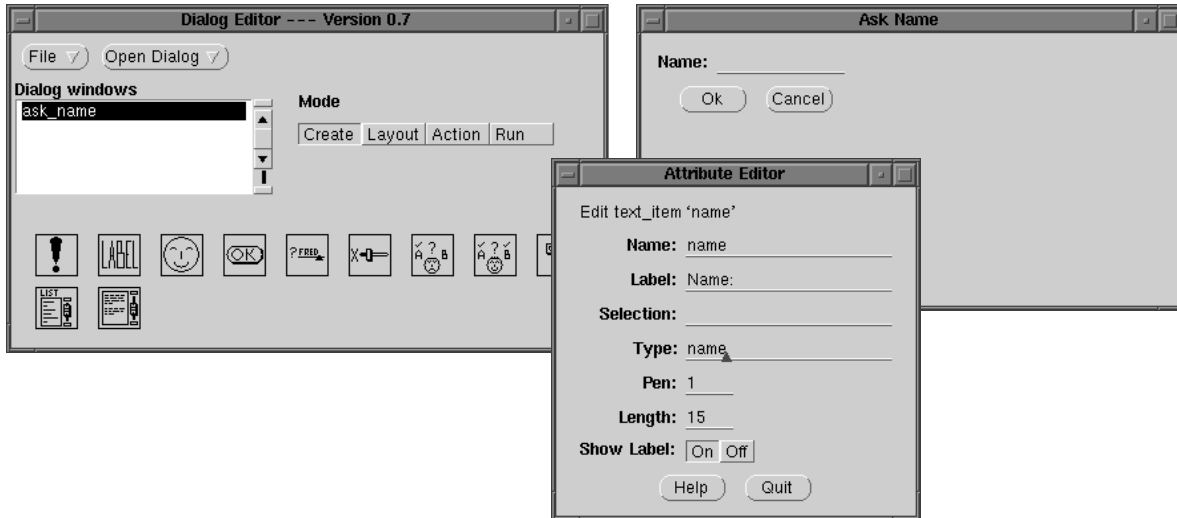 Dialog Editor --- Version 0.7
File
Open Dialog
Dialog windows
ask_name
Mode
Create Layout Action Run
LABEL
OK
? FRED
X
A ? B
A ? B
LIST
Ask Name
Name:
Ok Cancel
Attribute Editor
Edit text_item ‘name’
Name: name
Label: Name:
Selection:
Type: name
Pen: 1
Length: 15
Show Label: On Off
Help Quit